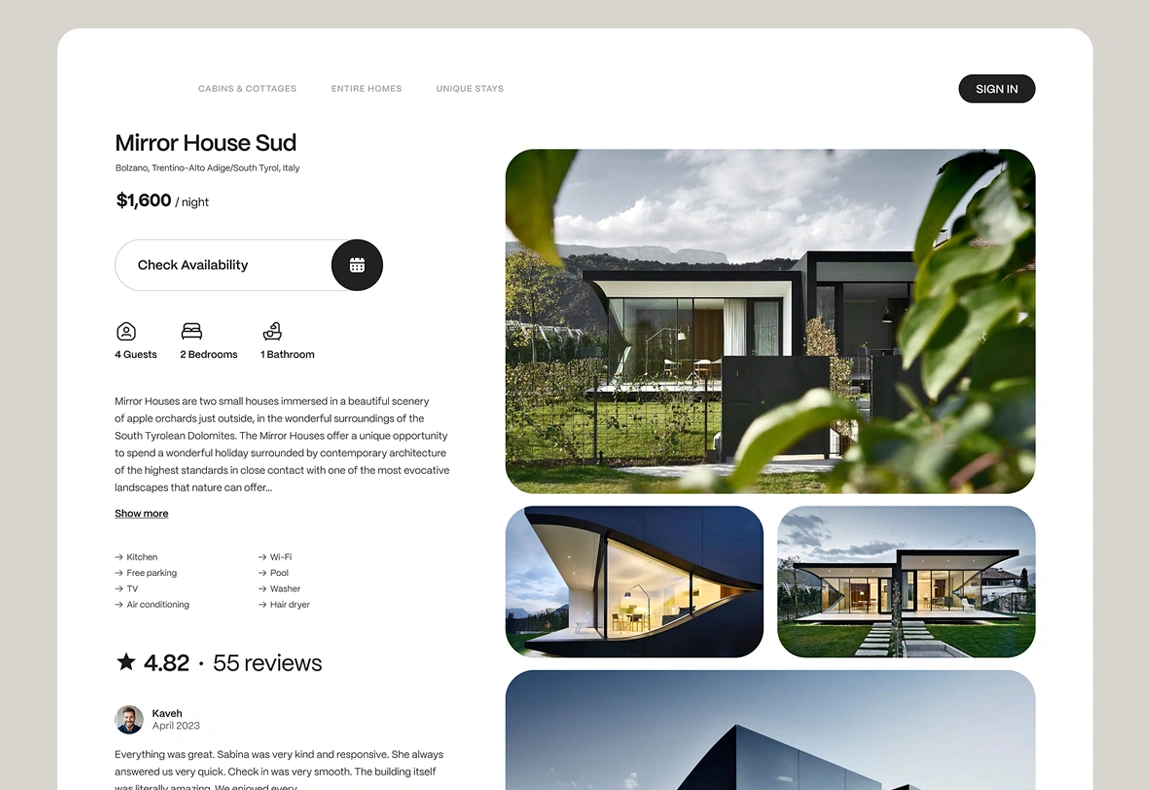 CABINS & COTTAGES ENTIRE HOMES UNIQUE STAYS SIGN IN
Mirror House Sud
Bolzano, Trentino-Alto Adige/South Tyrol, Italy
$1,600 / night
Check Availability
4 Guests 2 Bedrooms 1 Bathroom
Mirror Houses are two small houses immersed in a beautiful scenery
of apple orchards just outside, in the wonderful surroundings of the
South Tyrolean Dolomites. The Mirror Houses offer a unique opportunity
to spend a wonderful holiday surrounded by contemporary architecture
of the highest standards in close contact with one of the most evocative
landscapes that nature can offer...
Show more
→ Kitchen → Wi-Fi
→ Free parking → Pool
→ TV → Washer
→ Air conditioning → Hair dryer
★ 4.82 · 55 reviews
Kaveh
April 2023
Everything was great. Sabina was very kind and responsive. She always
answered us very quick. Check in was very smooth. The building itself
was literally amazing. We enjoyed every